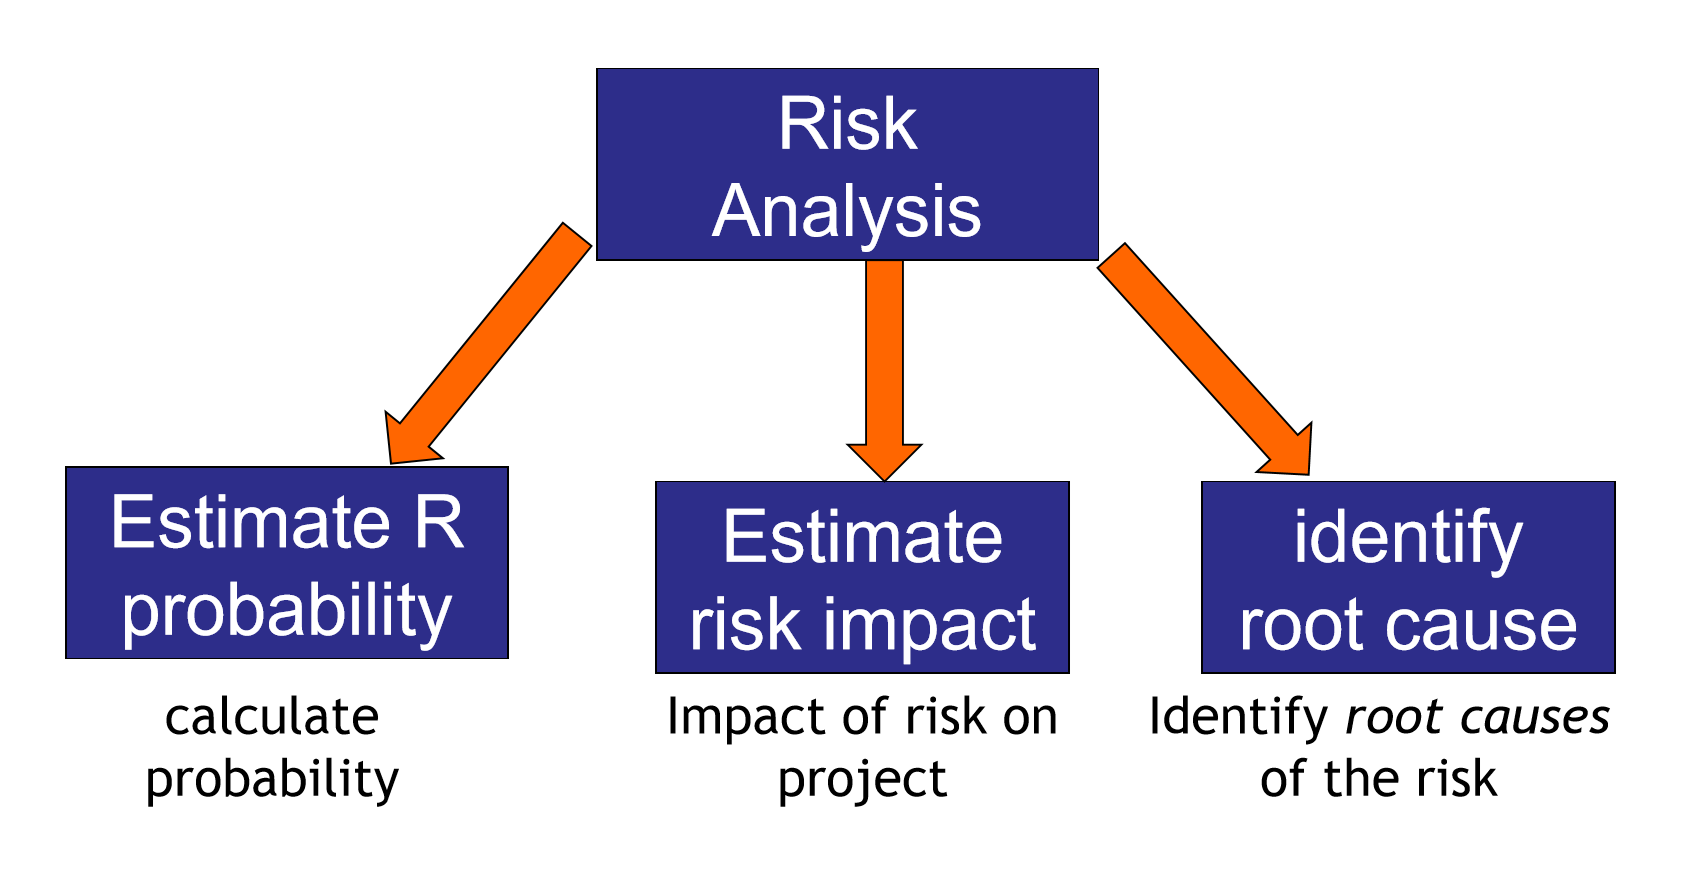 Risk
Analysis
Estimate R
probability
Estimate
risk impact
identify
root cause
calculate
probability
Impact of risk on
project
Identify root causes
of the risk